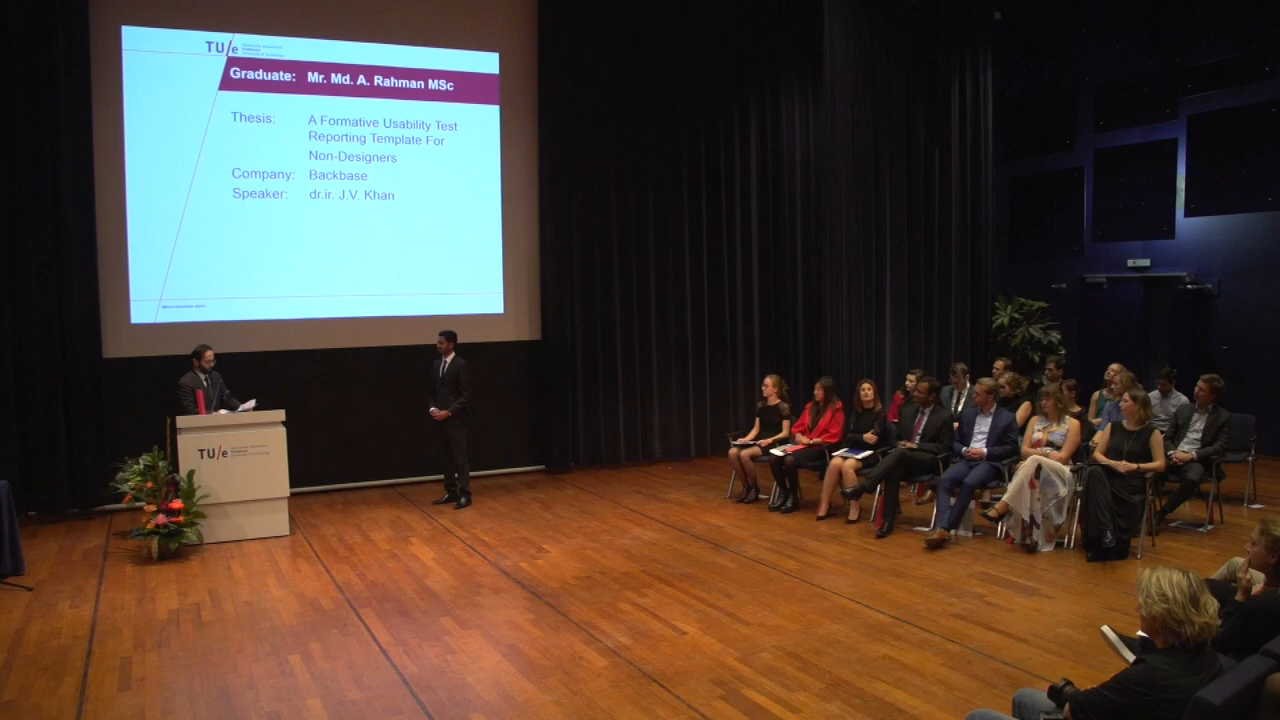 TU/e
Graduate: Mr. Md. A. Rahman MSc
Thesis: A Formative Usability Test
Reporting Template For
Non-Designers
Company: Backbase
Speaker: dr.ir. J.V. Khan
TU/e